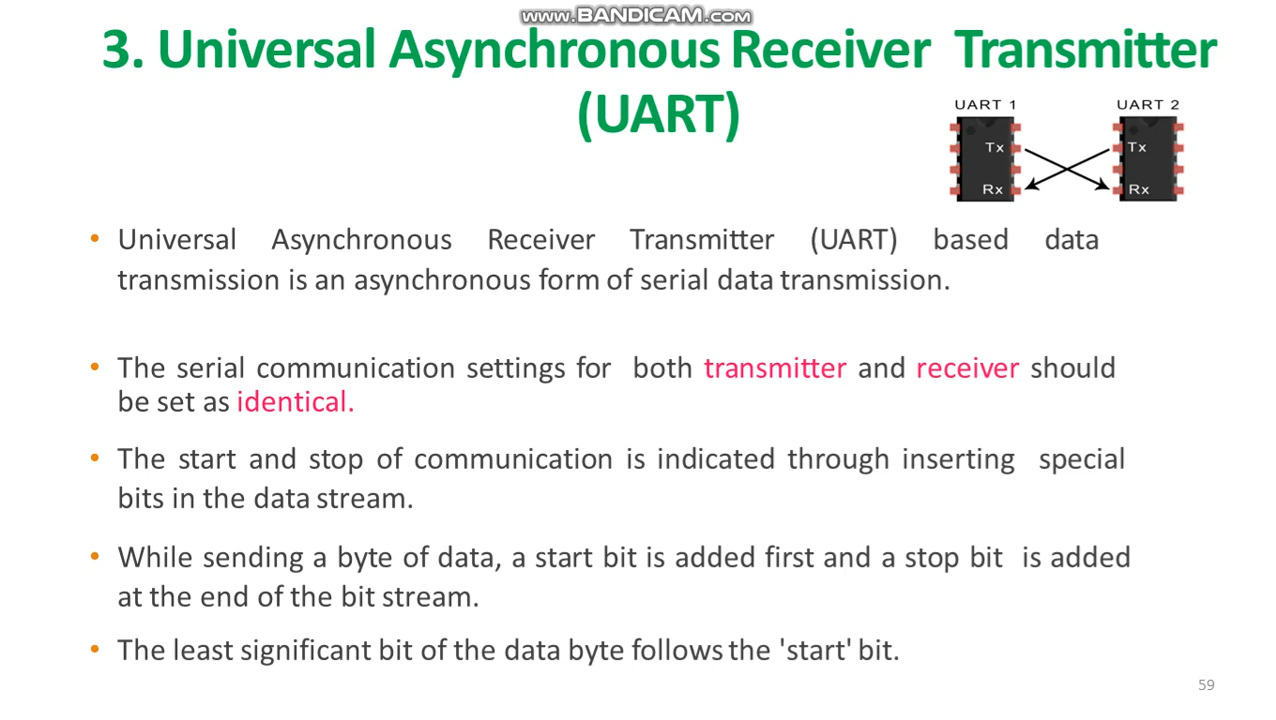 www.BANDICAM.com
3. Universal Asynchronous Receiver Transmitter
(UART)
UART 1 UART 2
Tx Tx
Rx Rx
• Universal Asynchronous Receiver Transmitter (UART) based data
transmission is an asynchronous form of serial data transmission.
• The serial communication settings for both transmitter and receiver should
be set as identical.
• The start and stop of communication is indicated through inserting special
bits in the data stream.
• While sending a byte of data, a start bit is added first and a stop bit is added
at the end of the bit stream.
• The least significant bit of the data byte follows the 'start' bit.
59